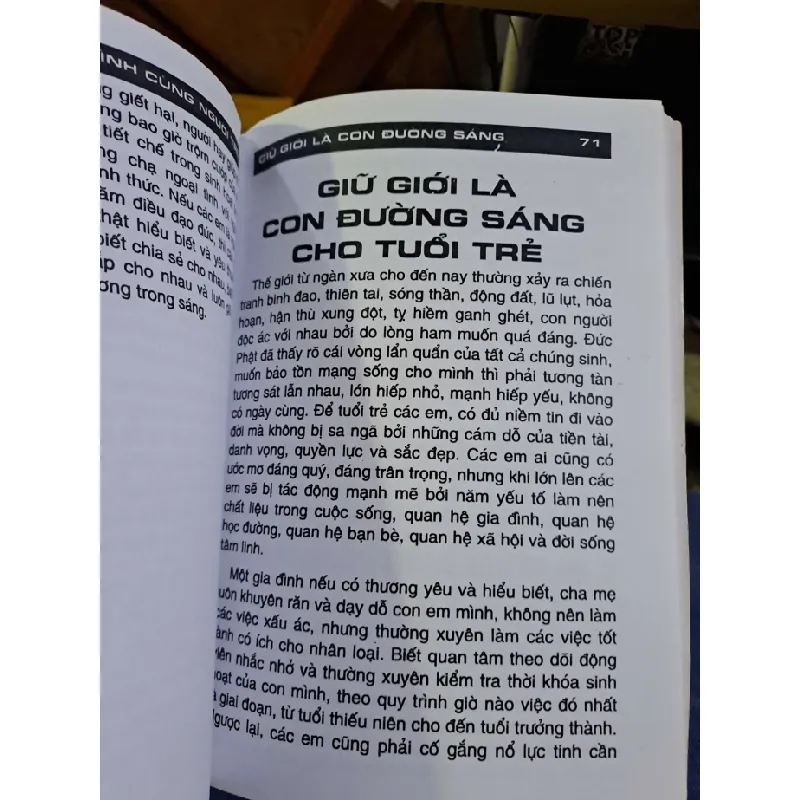 CÙNG NGƯỜI
giết hại, người hay
bao giờ trộm cướp
tiết chế trong sinh
chạ ngoại tình
thức. Nếu các em
điều đạo đức,
hiểu biết và yêu
biết chia sẻ cho nhau,
cho nhau và luôn
trong sáng.
GIỮ GIỚI LÀ CON ĐƯỜNG SÁNG 71
GIỮ GIỚI LÀ
CON ĐƯỜNG SÁNG
CHO TUỔI TRẺ
Thế giới từ ngàn xưa cho đến nay thường xảy ra chiến
tranh binh đao, thiên tai, sóng thần, động đất, lũ lụt, hỏa
hoạn, hận thù xung đột, tỵ hiềm ganh ghét, con người
độc ác với nhau bởi do lòng ham muốn quá đáng. Đức
Phật đã thấy rõ cái vòng lẩn quẩn của tất cả chúng sinh,
muốn bảo tồn mạng sống cho mình thì phải tương tàn
tương sát lẫn nhau, lớn hiếp nhỏ, mạnh hiếp yếu, không
có ngày cùng. Để tuổi trẻ các em, có đủ niềm tin đi vào
đời mà không bị sa ngã bởi những cám dỗ của tiền tài,
danh vọng, quyền lực và sắc đẹp. Các em ai cũng có
ước mơ đáng quý, đáng trân trọng, nhưng khi lớn lên các
em sẽ bị tác động mạnh mẽ bởi năm yếu tố làm nên
chất liệu trong cuộc sống, quan hệ gia đình, quan hệ
học đường, quan hệ bạn bè, quan hệ xã hội và đời sống
tâm linh.
Một gia đình nếu có thương yêu và hiểu biết, cha mẹ
luôn khuyên răn và dạy dỗ con em mình, không nên làm
các việc xấu ác, nhưng thường xuyên làm các việc tốt
lành có ích cho nhân loại. Biết quan tâm theo dõi động
viên nhắc nhở và thường xuyên kiểm tra thời khóa sinh
hoạt của con mình, theo quy trình giờ nào việc đó nhất
là giai đoạn, từ tuổi thiếu niên cho đến tuổi trưởng thành.
Ngược lại, các em cũng phải cố gắng nổ lực tinh cần